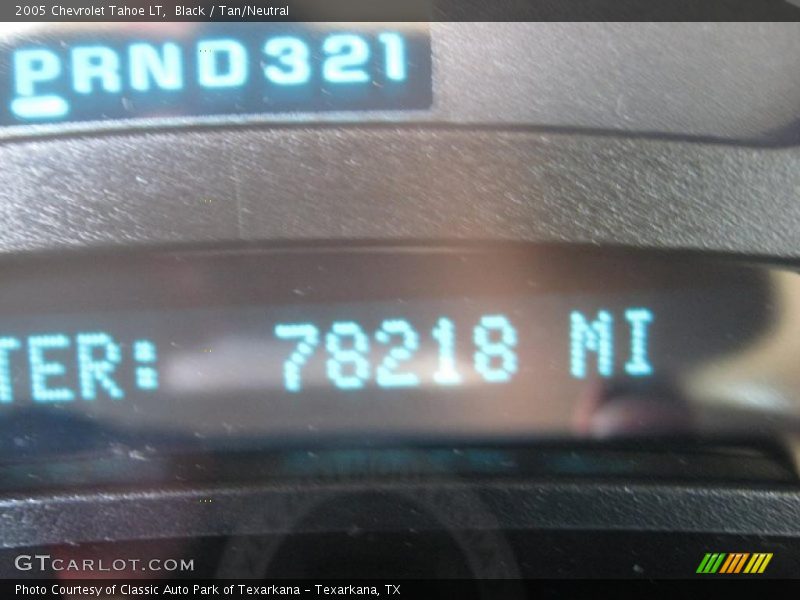 2005 Chevrolet Tahoe LT, Black / Tan/Neutral
PRND321
TER: 78218 MI
GTCARLOT.COM
Photo Courtesy of Classic Auto Park of Texarkana - Texarkana, TX